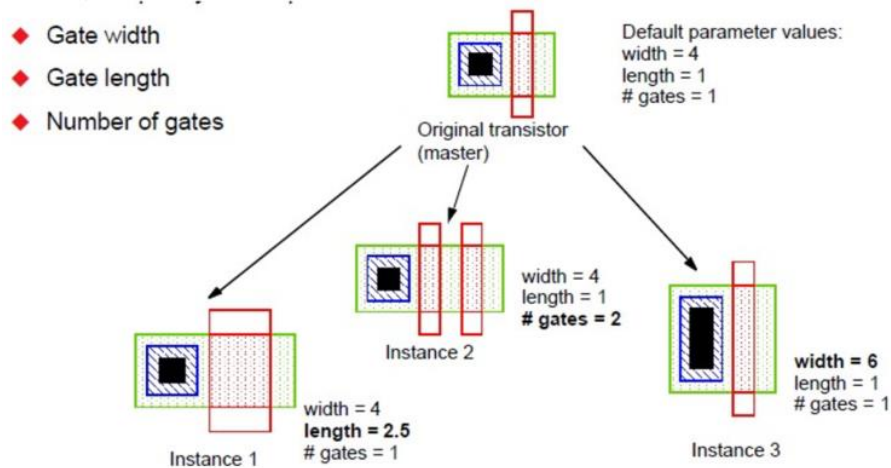 Gate width
Gate length
Number of gates
Default parameter values:
width = 4
length = 1
# gates = 1
Original transistor
(master)
width = 4
length = 1
# gates = 2
Instance 2
width = 4
length = 2.5
# gates = 1
Instance 1
width = 6
length = 1
# gates = 1
Instance 3